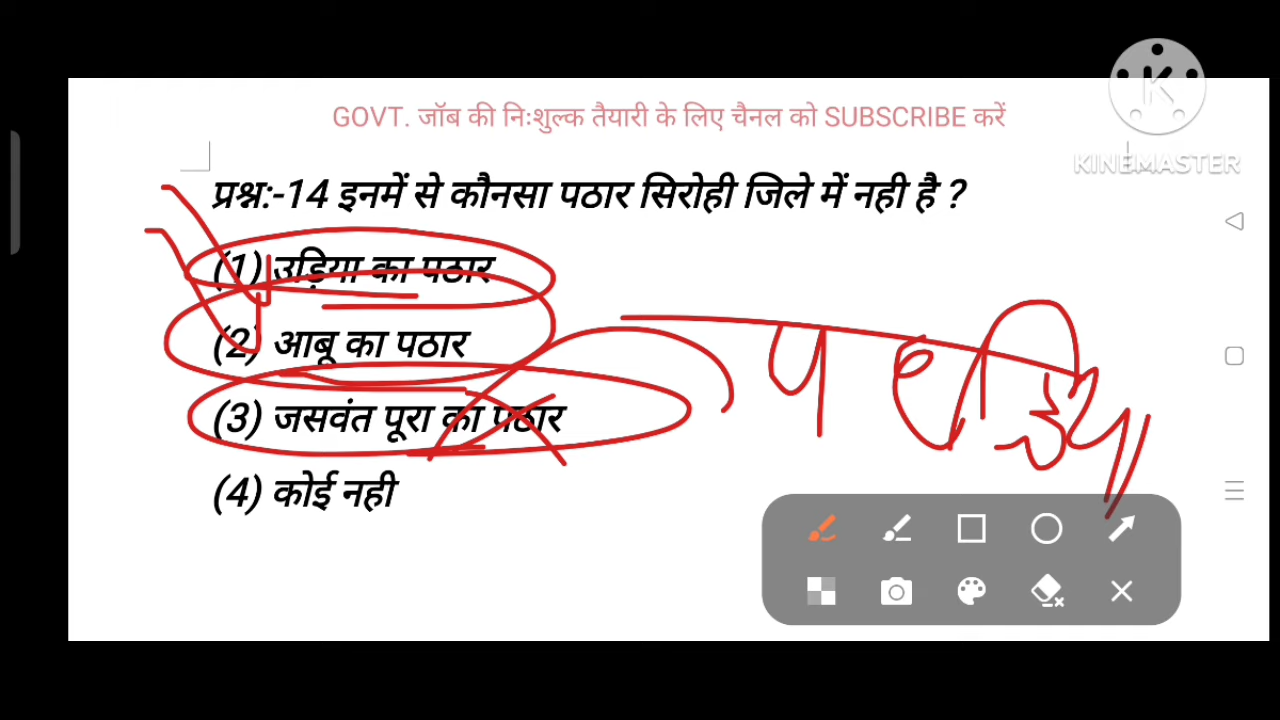 GOVT. जॉब की निःशुल्क तैयारी के लिए चैनल को SUBSCRIBE करें
KINEMASTER
प्रश्न:-14 इनमें से कौनसा पठार सिरोही जिले में नही है ?
(1) उड़िया का पठार
(2) आबू का पठार
(3) जसवंत पूरा का पठार
(4) कोई नही